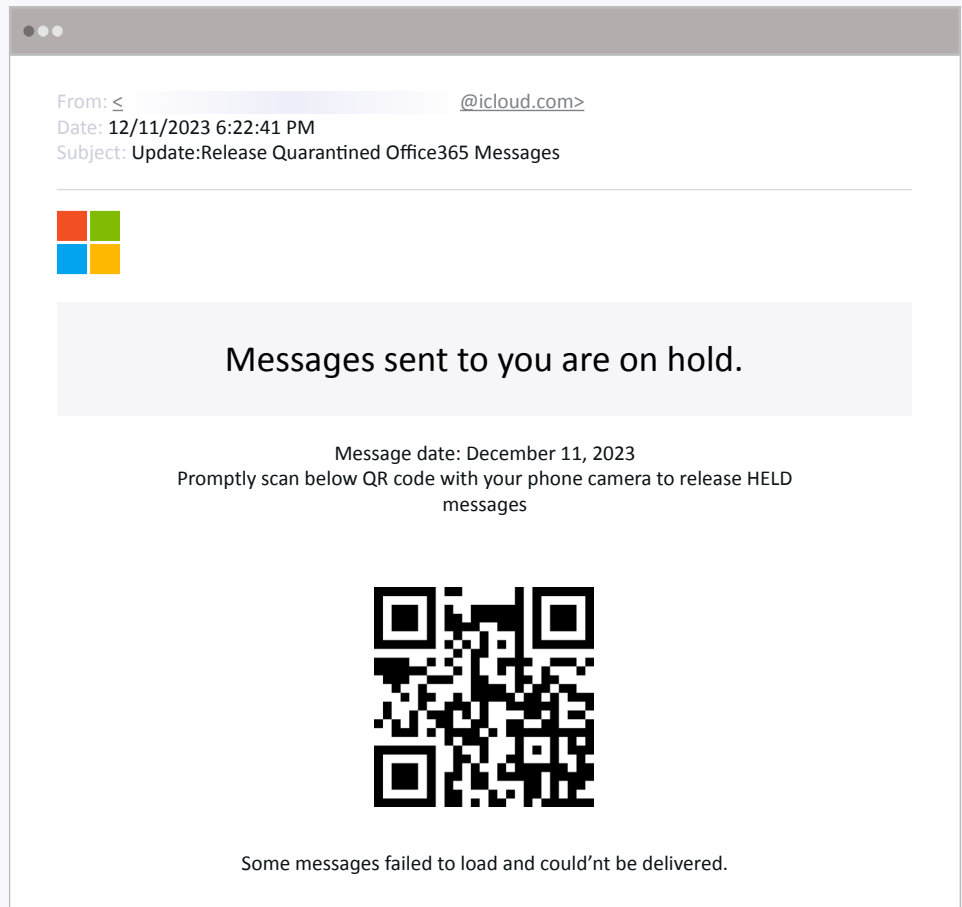 From: < @icloud.com>
Date: 12/11/2023 6:22:41 PM
Subject: Update:Release Quarantined Office365 Messages
Messages sent to you are on hold.
Message date: December 11, 2023
Promptly scan below QR code with your phone camera to release HELD
messages
Some messages failed to load and could’nt be delivered.